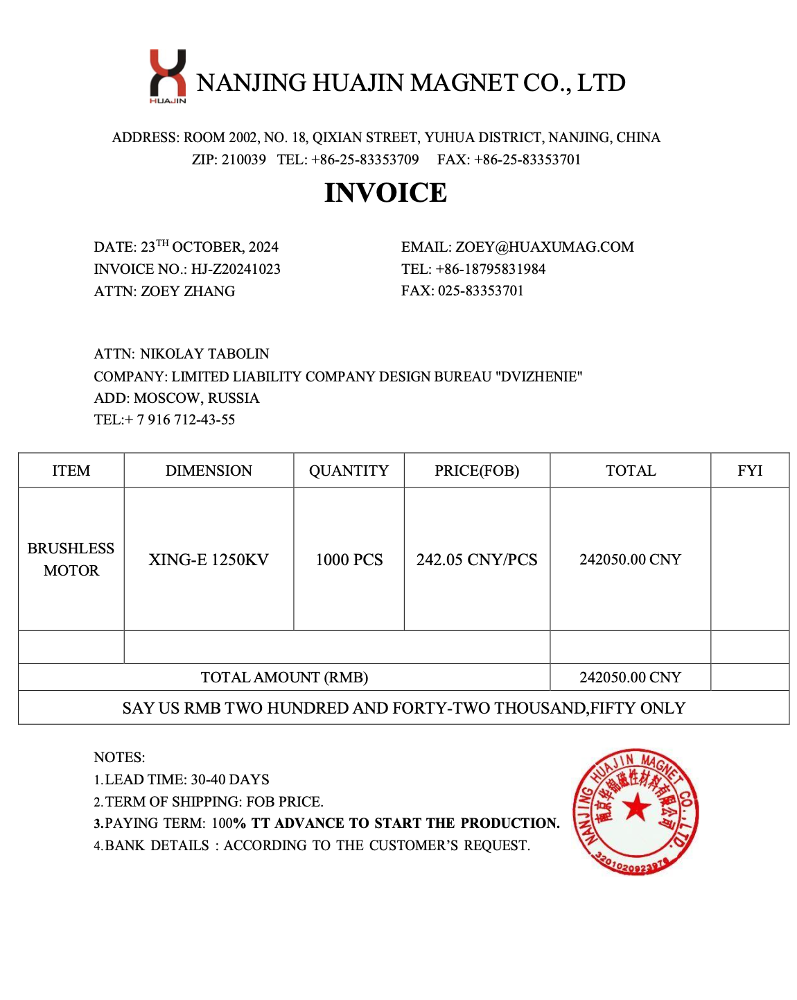 HUAJIN
NANJING HUAJIN MAGNET CO., LTD
ADDRESS: ROOM 2002, NO. 18, QIXIAN STREET, YUHUA DISTRICT, NANJING, CHINA
ZIP: 210039 TEL: +86-25-83353709 FAX: +86-25-83353701
INVOICE
DATE: 23TH OCTOBER, 2024
EMAIL: ZOEY@HUAXUMAG.COM
INVOICE NO.: HJ-Z20241023
TEL: +86-18795831984
ATTN: ZOEY ZHANG
FAX: 025-83353701
ATTN: NIKOLAY TABOLIN
COMPANY: LIMITED LIABILITY COMPANY DESIGN BUREAU "DVIZHENIE"
ADD: MOSCOW, RUSSIA
TEL:+ 7 916 712-43-55
ITEM DIMENSION QUANTITY PRICE(FOB) TOTAL FYI
BRUSHLESS
MOTOR
XING-E 1250KV 1000 PCS 242.05 CNY/PCS 242050.00 CNY
TOTAL AMOUNT (RMB) 242050.00 CNY
SAY US RMB TWO HUNDRED AND FORTY-TWO THOUSAND,FIFTY ONLY
NOTES:
1.LEAD TIME: 30-40 DAYS
2.TERM OF SHIPPING: FOB PRICE.
3.PAYING TERM: 100% TT ADVANCE TO START THE PRODUCTION.
4.BANK DETAILS : ACCORDING TO THE CUSTOMER’S REQUEST.
NANJING HUAJIN MAGNET CO.,LTD.
南京华锦磁性材料有限公司
3201020923976